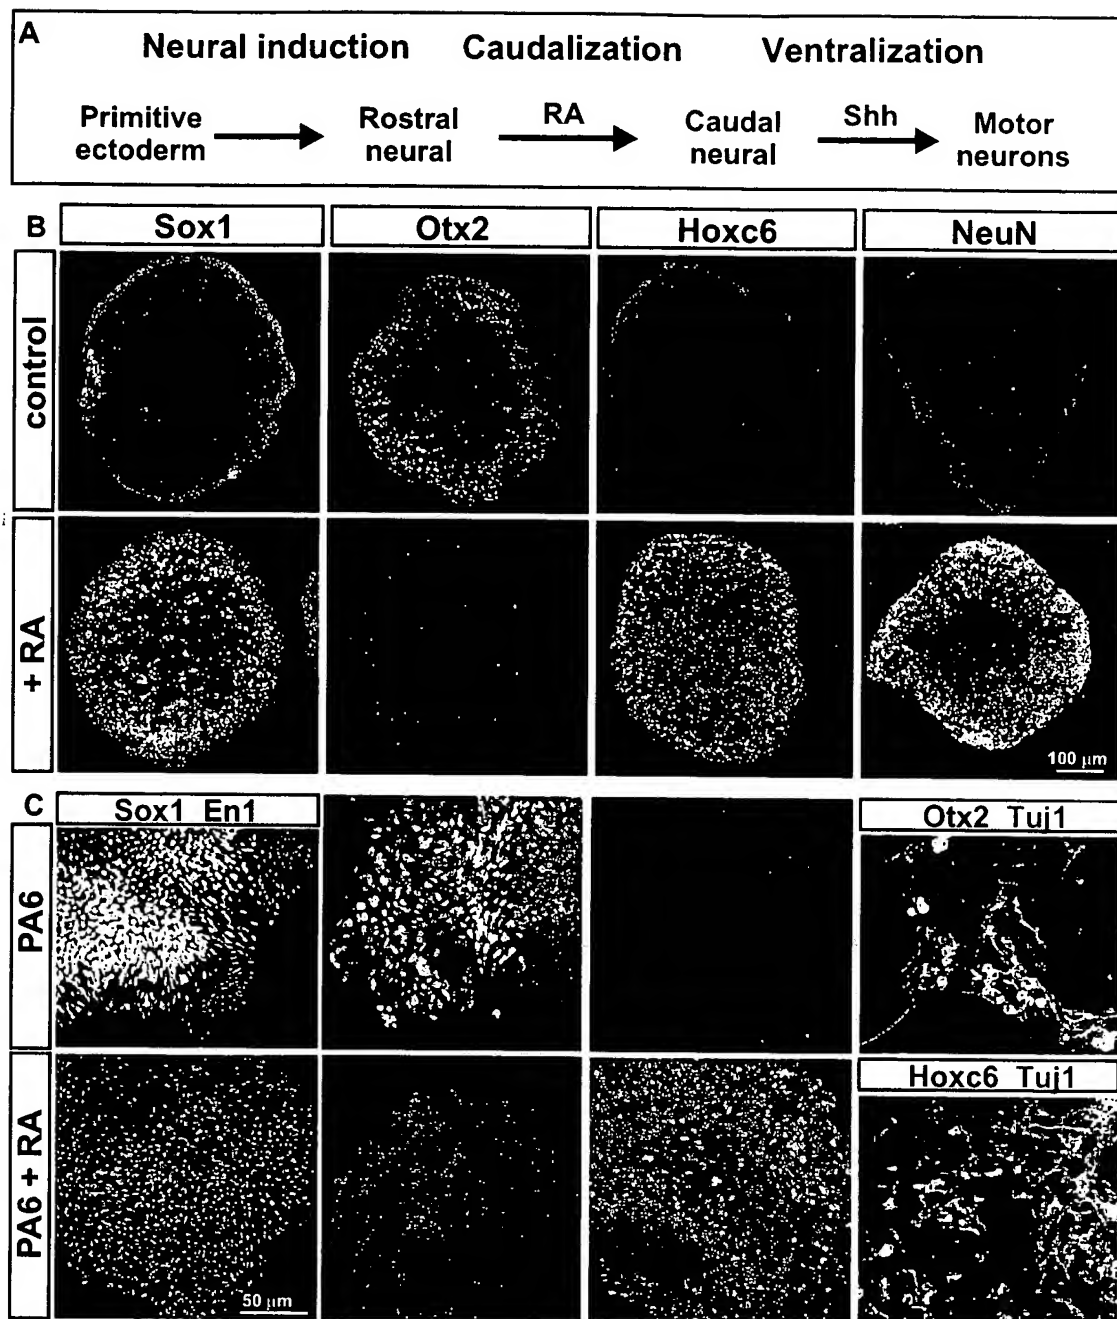 A
Neural induction Caudalization Ventralization
Primitive ectoderm
Rostral neural
RA
Caudal neural
Shh
Motor neurons
B
Sox1 Otx2 Hoxc6 NeuN
control
+ RA
100 µm
C
Sox1 En1
Otx2 Tuj1
PA6
Hoxc6 Tuj1
PA6 + RA
50 µm